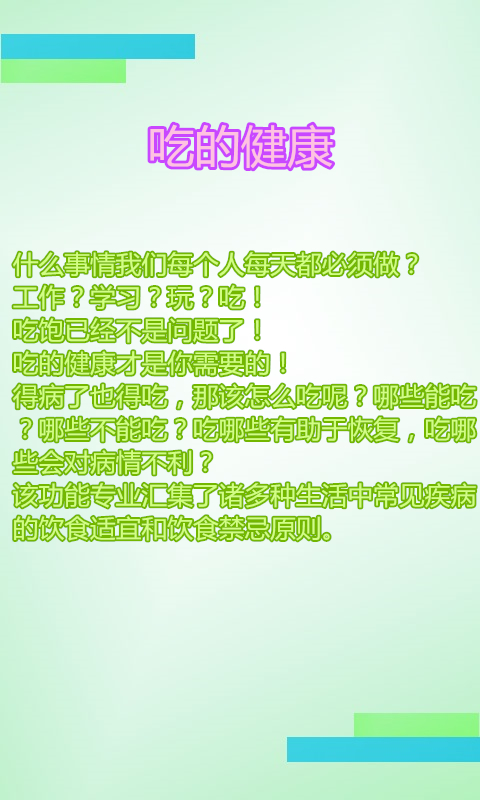 吃的健康
什么事情我们每个人每天都必须做？
工作？学习？玩？吃！
吃饱已经不是问题了！
吃的健康才是你需要的！
得病了也得吃，那该怎么吃呢？哪些能吃
？哪些不能吃？吃哪些有助于恢复，吃哪
些会对病情不利？
该功能专业汇集了诸多种生活中常见疾病
的饮食适宜和饮食禁忌原则。